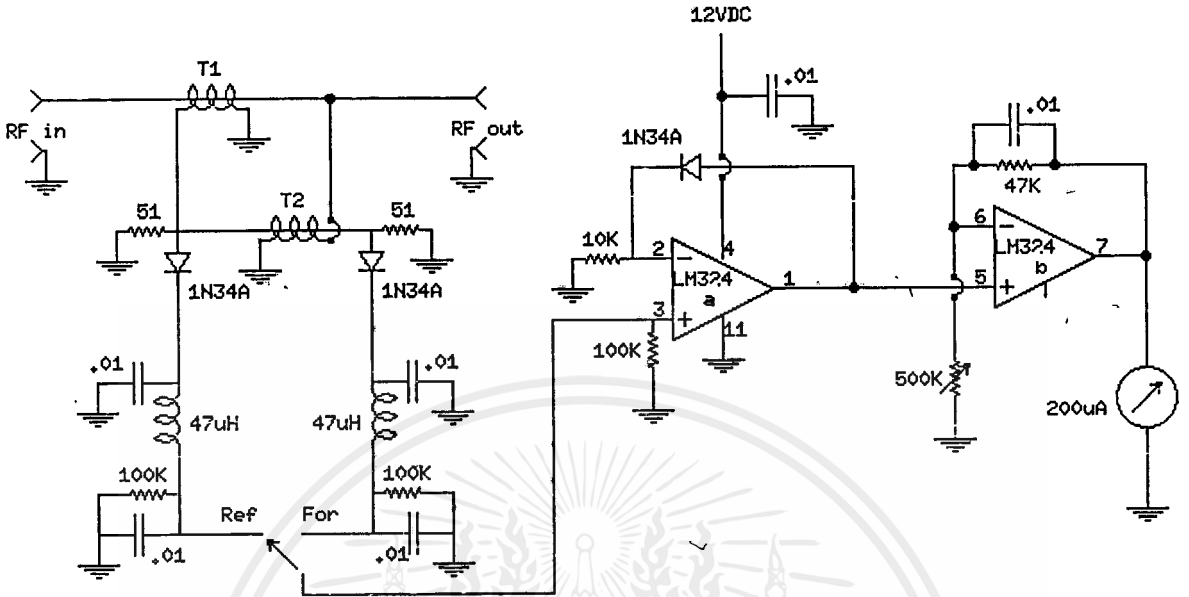 12VDC
T1
.01
.01
RF in
RF out
1N34A
47K
51
T2
51
10K
2
4
LM324
a
1
6
7
LM324
b
5
1N34A
1N34A
3
11
100K
.01
.01
500K
47uH
47uH
200uA
100K
100K
Ref
For
.01
.01